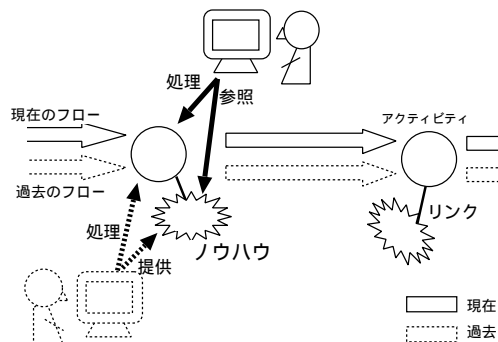 処理
参照
現在のフロー
アクティビティ
過去のフロー
リンク
処理
ノウハウ
提供
現在
過去